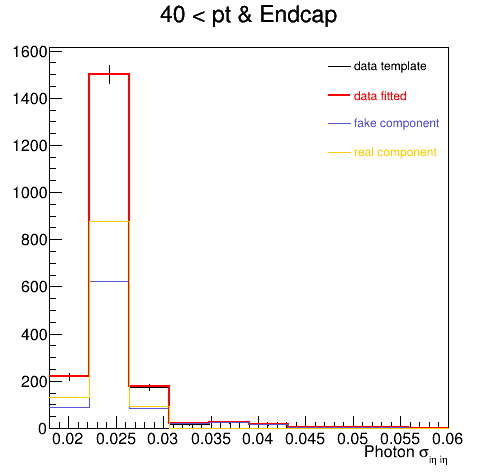 40 < pt & Endcap
1600
1400
1200
1000
800
600
400
200
0
data template
data fitted
fake component
real component
0.02 0.025 0.03 0.035 0.04 0.045 0.05 0.055 0.06
Photon σiη iη